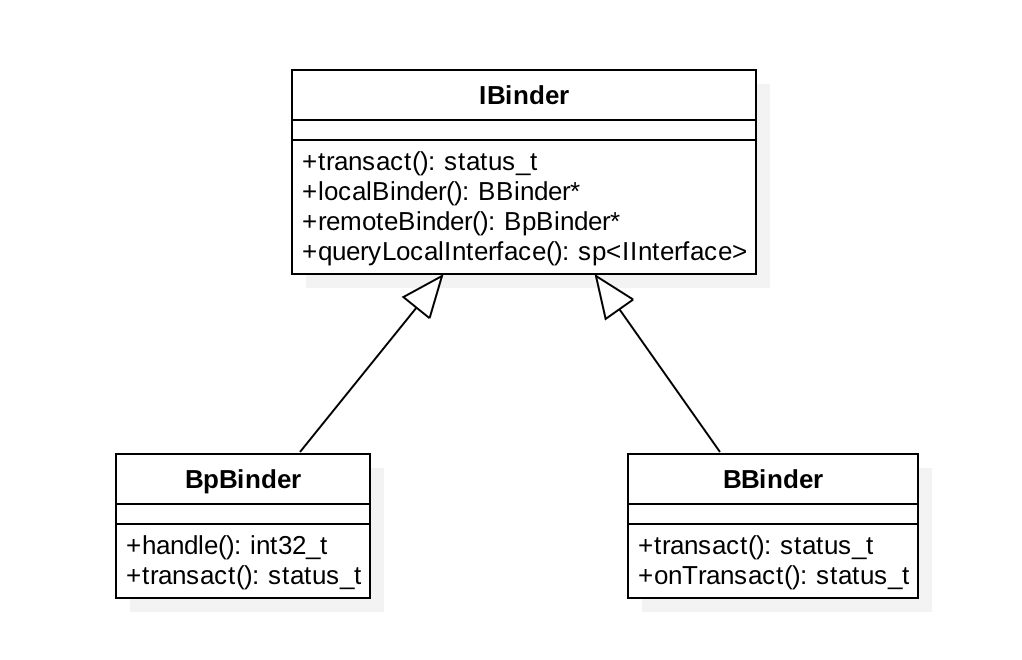 IBinder
+transact(): status_t
+localBinder(): BBinder*
+remoteBinder(): BpBinder*
+queryLocalInterface(): sp<IInterface>
BpBinder
+handle(): int32_t
+transact(): status_t
BBinder
+transact(): status_t
+onTransact(): status_t